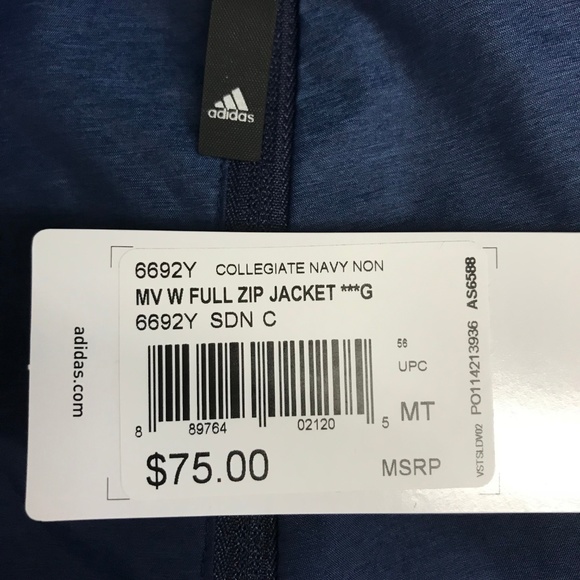 adidas
adidas.com
6692Y COLLEGIATE NAVY NON
MV W FULL ZIP JACKET ***G
6692Y SDN C
56
UPC
8 89764 02120 5
MT
$75.00 MSRP
VSTSLDV02 PO114213936 AS6588